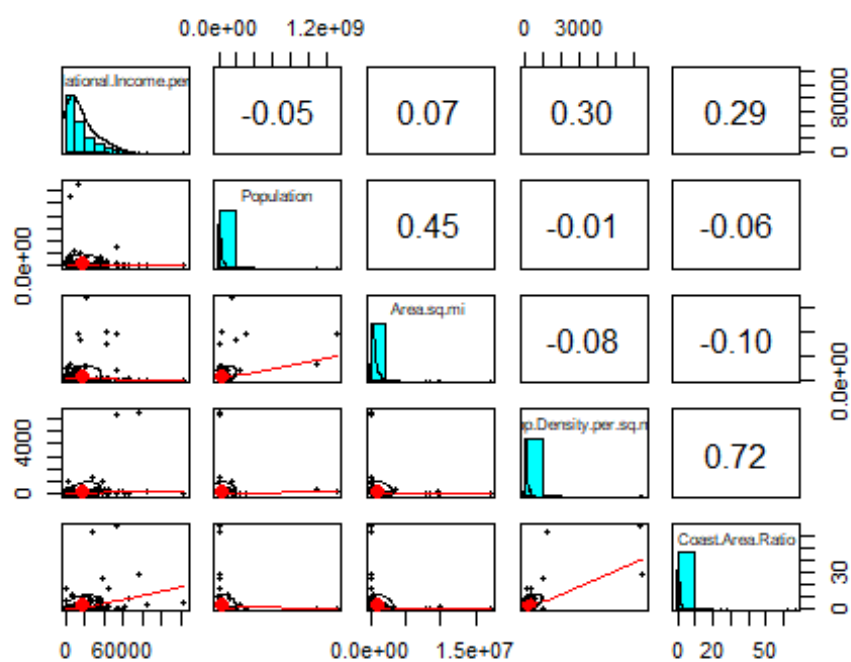 0.0e+00 1.2e+09 0 3000
ational.Income.per -0.05 0.07 0.30 0.29 0 80000
Population 0.45 -0.01 -0.06 0.0e+00
Area.sq.mi -0.08 -0.10 0.0e+00
0 4000 p.Density.per.sq.m 0.72
Coast.Area.Ratio 0 30
0 60000 0.0e+00 1.5e+07 0 20 50